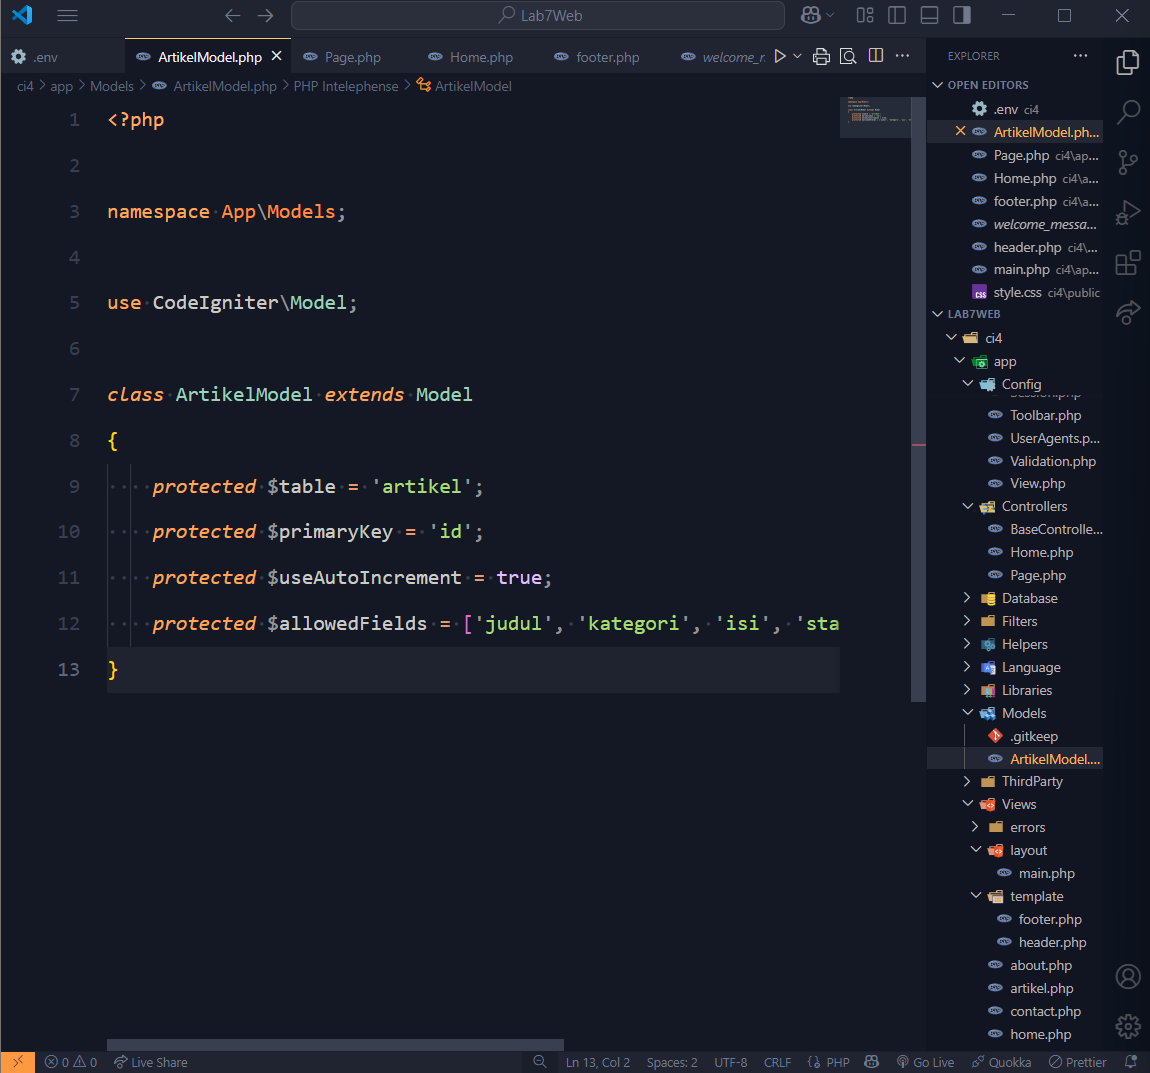 Lab7Web
.env
ArtikelModel.php
Page.php
Home.php
footer.php
welcome_r
ci4 > app > Models > ArtikelModel.php > PHP Intelephense > ArtikelModel
1 <?php
2
3 namespace App\Models;
4
5 use CodeIgniter\Model;
6
7 class ArtikelModel extends Model
8 {
9 protected $table = 'artikel';
10 protected $primaryKey = 'id';
11 protected $useAutoIncrement = true;
12 protected $allowedFields = ['judul', 'kategori', 'isi', 'sta
13 }
EXPLORER
OPEN EDITORS
.env ci4
ArtikelModel.ph...
Page.php ci4\ap...
Home.php ci4\a...
footer.php ci4\a...
welcome_messa...
header.php ci4\...
main.php ci4\ap...
style.css ci4\public
LAB7WEB
ci4
app
Config
Session.php
Toolbar.php
UserAgents.p...
Validation.php
View.php
Controllers
BaseControlle...
Home.php
Page.php
Database
Filters
Helpers
Language
Libraries
Models
.gitkeep
ArtikelModel....
ThirdParty
Views
errors
layout
main.php
template
footer.php
header.php
about.php
artikel.php
contact.php
home.php
0 0 Live Share
Ln 13, Col 2 Spaces: 2 UTF-8 CRLF {} PHP Go Live Quokka Prettier